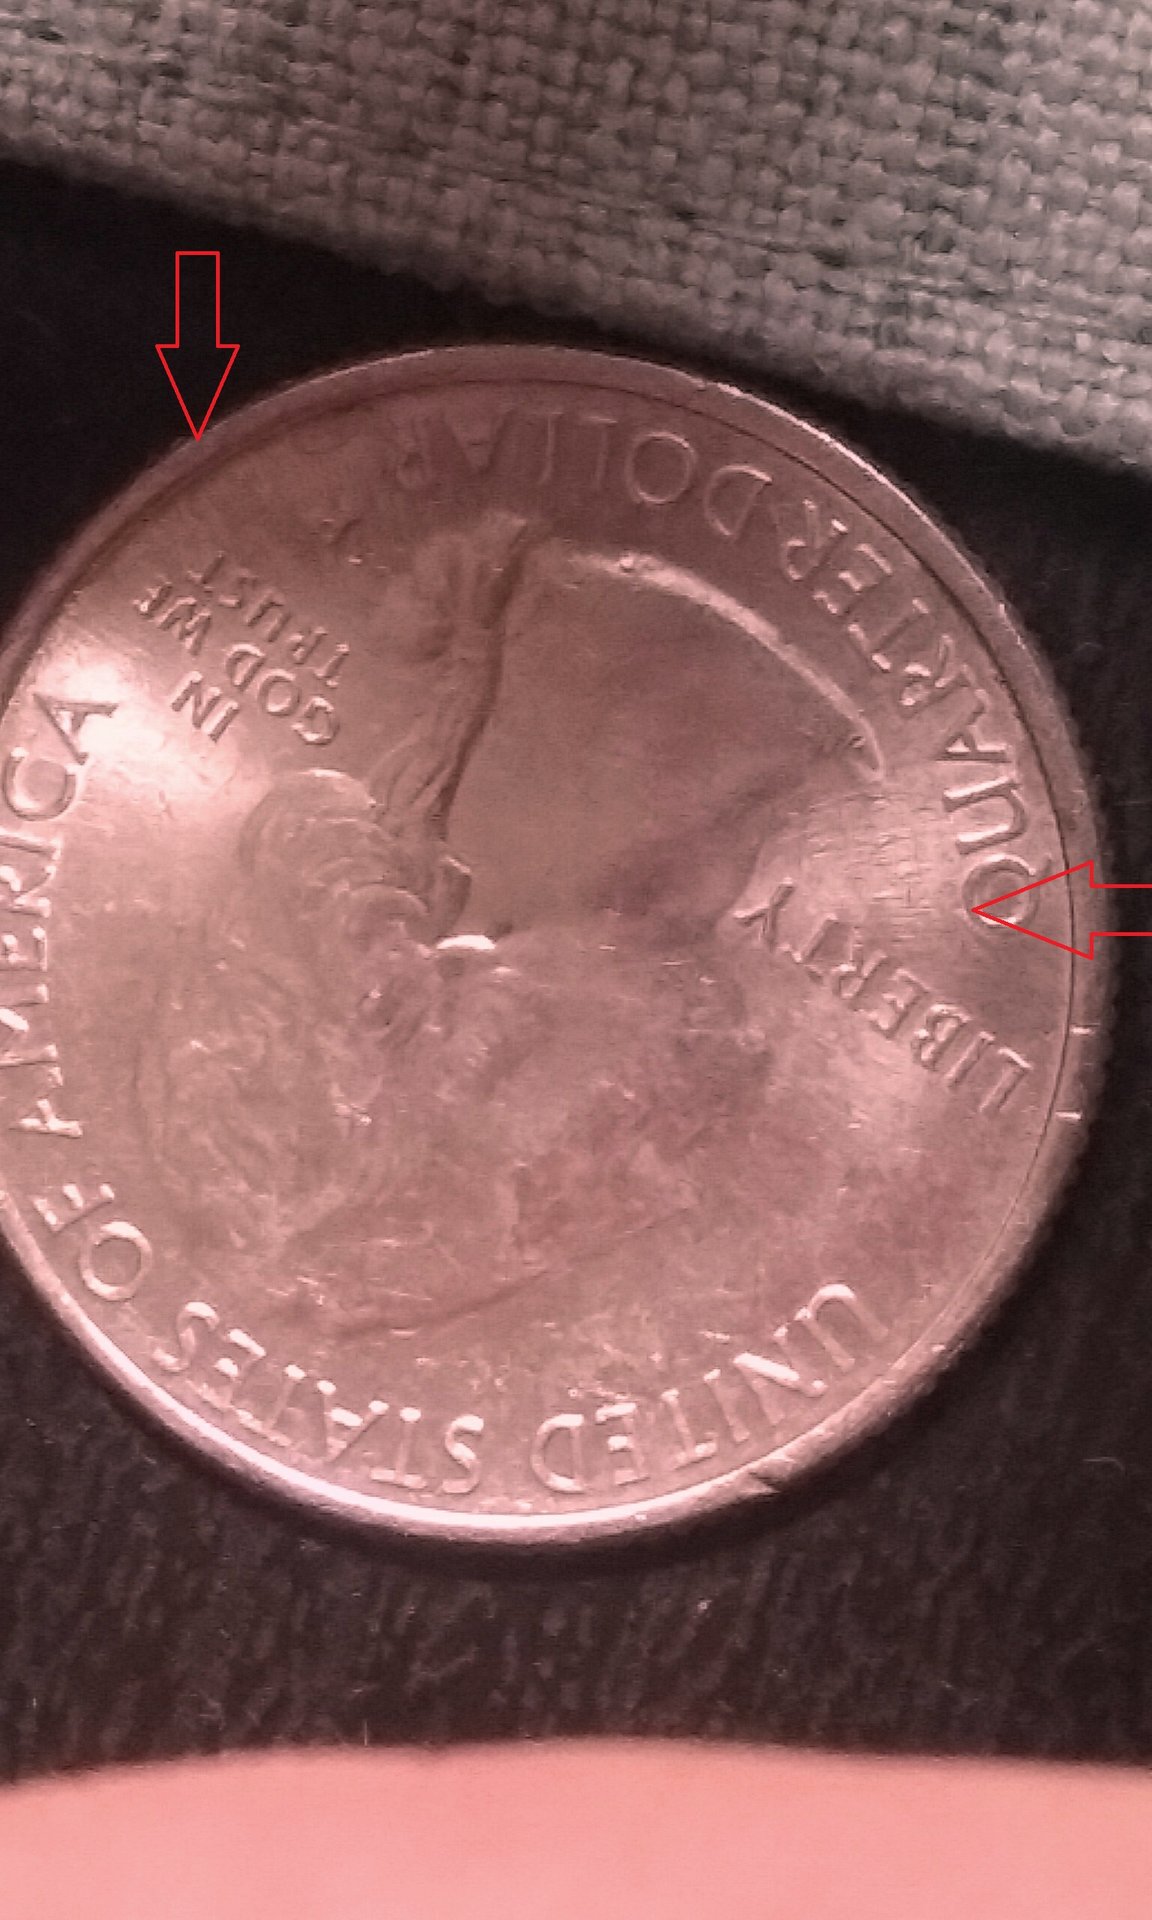 UNITED STATES OF AMERICA
LIBERTY
IN
GOD WE
TRUST
QUARTER DOLLAR